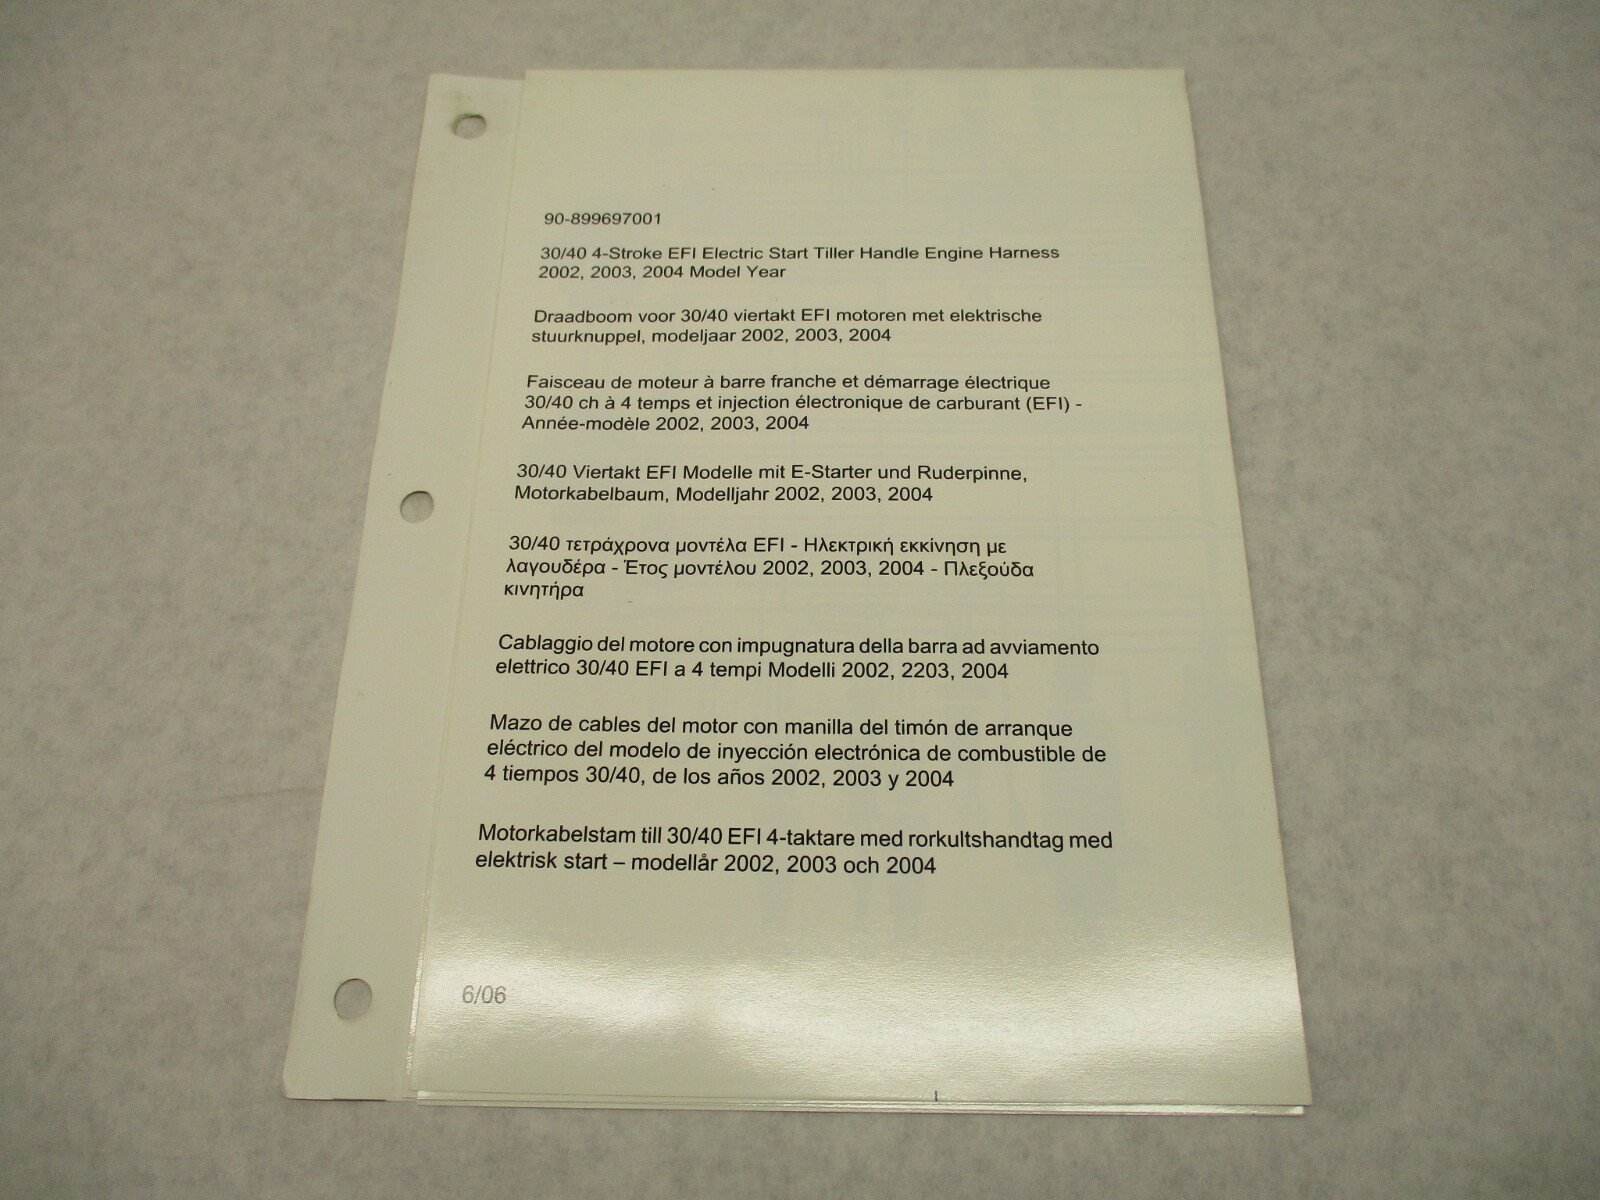 90-899697001
30/40 4-Stroke EFI Electric Start Tiller Handle Engine Harness
2002, 2003, 2004 Model Year
Draadboom voor 30/40 viertakt EFI motoren met elektrische
stuurknuppel, modeljaar 2002, 2003, 2004
Faisceau de moteur à barre franche et démarrage électrique
30/40 ch à 4 temps et injection électronique de carburant (EFI) -
Année-modèle 2002, 2003, 2004
30/40 Viertakt EFI Modelle mit E-Starter und Ruderpinne,
Motorkabelbaum, Modelljahr 2002, 2003, 2004
30/40 τετράχρονα μοντέλα EFI - Ηλεκτρική εκκίνηση με
λαγουδέρα - Έτος μοντέλου 2002, 2003, 2004 - Πλεξούδα
κινητήρα
Cablaggio del motore con impugnatura della barra ad avviamento
elettrico 30/40 EFI a 4 tempi Modelli 2002, 2203, 2004
Mazo de cables del motor con manilla del timón de arranque
eléctrico del modelo de inyección electrónica de combustible de
4 tiempos 30/40, de los años 2002, 2003 y 2004
Motorkabelstam till 30/40 EFI 4-taktare med rorkultshandtag med
elektrisk start – modellår 2002, 2003 och 2004
6/06